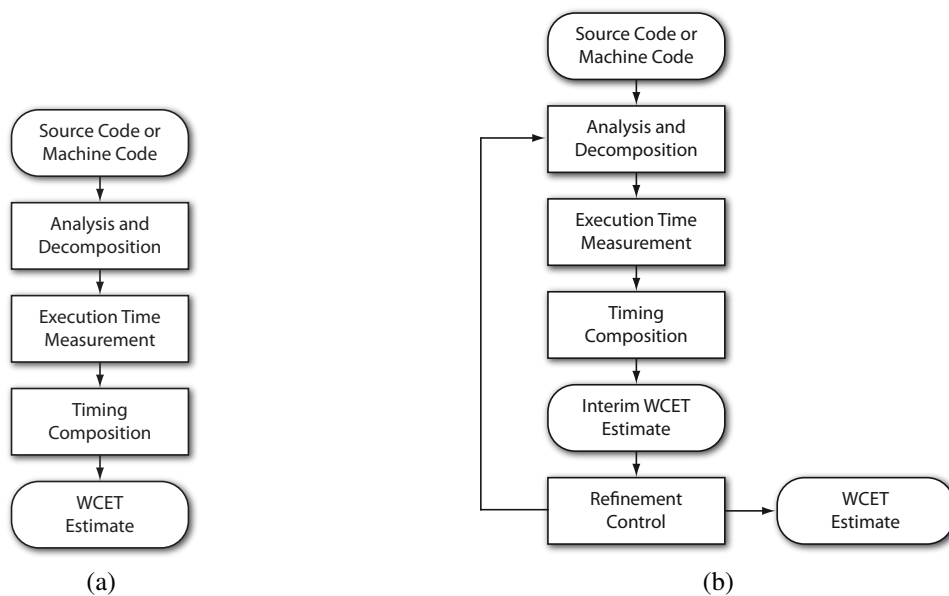 Source Code or
Machine Code
Analysis and
Decomposition
Execution Time
Measurement
Timing
Composition
WCET
Estimate
(a)
Source Code or
Machine Code
Analysis and
Decomposition
Execution Time
Measurement
Timing
Composition
Interim WCET
Estimate
Refinement
Control
WCET
Estimate
(b)